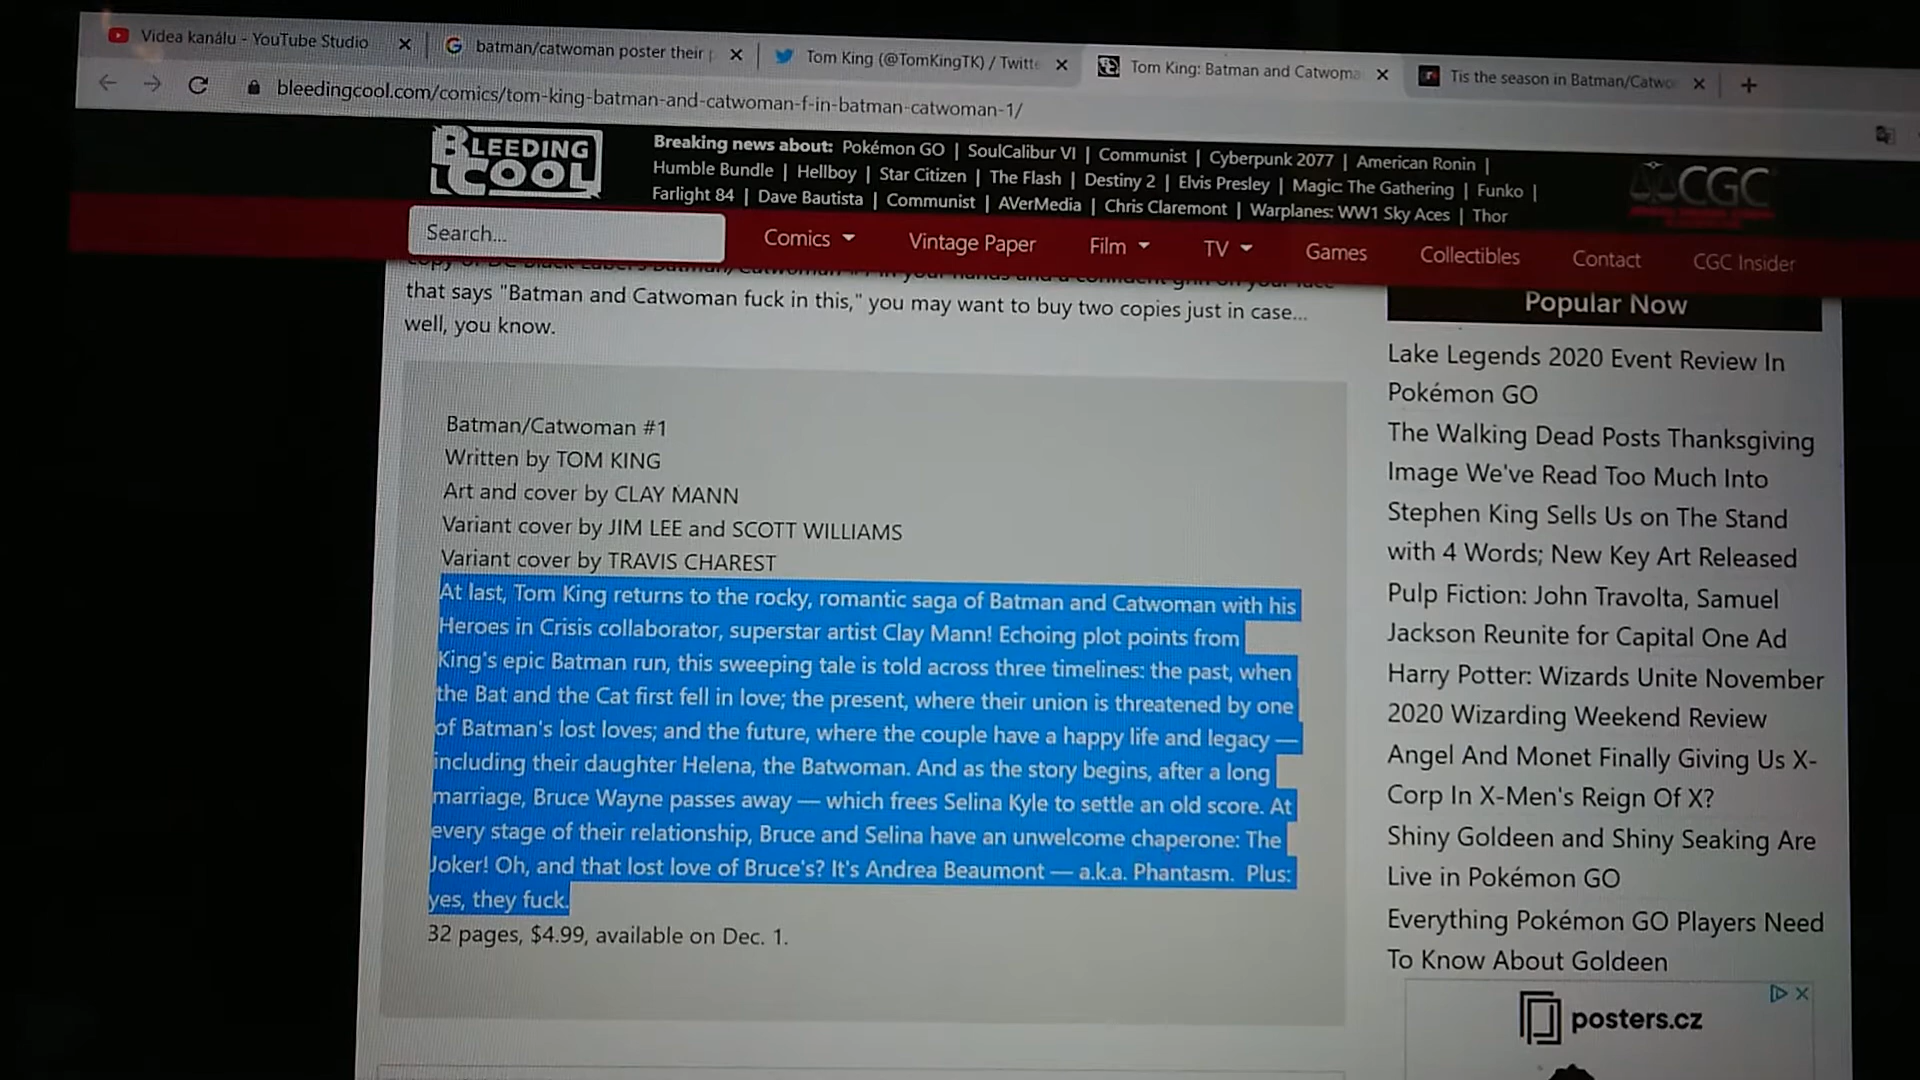 Videa kanálu - YouTube Studio
batman/catwoman poster their
Tom King (@TomKingTK) / Twitte
Tom King: Batman and Catwoma
Tis the season in Batman/Catwo
bleedingcool.com/comics/tom-king-batman-and-catwoman-f-in-batman-catwoman-1/
BLEEDING
COOL
Breaking news about: Pokémon GO | SoulCalibur VI | Communist | Cyberpunk 2077 | American Ronin |
Humble Bundle | Hellboy | Star Citizen | The Flash | Destiny 2 | Elvis Presley | Magic: The Gathering | Funko |
Farlight 84 | Dave Bautista | Communist | AVerMedia | Chris Claremont | Warplanes: WW1 Sky Aces | Thor
CGC
Search...
Comics
Vintage Paper
Film
TV
Games
Collectibles
Contact
CGC Insider
that says "Batman and Catwoman fuck in this," you may want to buy two copies just in case...
well, you know.
Batman/Catwoman #1
Written by TOM KING
Art and cover by CLAY MANN
Variant cover by JIM LEE and SCOTT WILLIAMS
Variant cover by TRAVIS CHAREST
At last, Tom King returns to the rocky, romantic saga of Batman and Catwoman with his
Heroes in Crisis collaborator, superstar artist Clay Mann! Echoing plot points from
King's epic Batman run, this sweeping tale is told across three timelines: the past, when
the Bat and the Cat first fell in love; the present, where their union is threatened by one
of Batman's lost loves; and the future, where the couple have a happy life and legacy —
including their daughter Helena, the Batwoman. And as the story begins, after a long
marriage, Bruce Wayne passes away — which frees Selina Kyle to settle an old score. At
every stage of their relationship, Bruce and Selina have an unwelcome chaperone: The
Joker! Oh, and that lost love of Bruce's? It's Andrea Beaumont — a.k.a. Phantasm. Plus:
yes, they fuck.
32 pages, $4.99, available on Dec. 1.
Popular Now
Lake Legends 2020 Event Review In
Pokémon GO
The Walking Dead Posts Thanksgiving
Image We've Read Too Much Into
Stephen King Sells Us on The Stand
with 4 Words; New Key Art Released
Pulp Fiction: John Travolta, Samuel
Jackson Reunite for Capital One Ad
Harry Potter: Wizards Unite November
2020 Wizarding Weekend Review
Angel And Monet Finally Giving Us X-
Corp In X-Men's Reign Of X?
Shiny Goldeen and Shiny Seaking Are
Live in Pokémon GO
Everything Pokémon GO Players Need
To Know About Goldeen
posters.cz